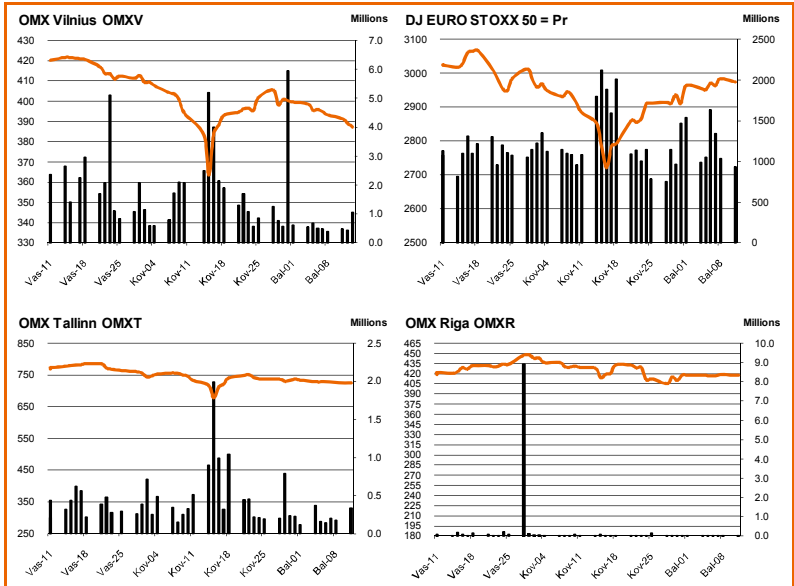 OMX Vilnius OMXV
Millions
430
420
410
400
390
380
370
360
350
340
330
7.0
6.0
5.0
4.0
3.0
2.0
1.0
0.0
Vas-11
Vas-18
Vas-25
Kov-04
Kov-11
Kov-18
Kov-25
Bal-01
Bal-08
DJ EURO STOXX 50 = Pr
Millions
3100
3000
2900
2800
2700
2600
2500
2500
2000
1500
1000
500
0
Vas-11
Vas-18
Vas-25
Kov-04
Kov-11
Kov-18
Kov-25
Bal-01
Bal-08
OMX Tallinn OMXT
Millions
850
750
650
550
450
350
250
2.5
2.0
1.5
1.0
0.5
0.0
Vas-11
Vas-18
Vas-25
Kov-04
Kov-11
Kov-18
Kov-25
Bal-01
Bal-08
OMX Riga OMXR
Millions
465
450
435
420
405
390
375
360
345
330
315
300
285
270
255
240
225
210
195
180
10.0
9.0
8.0
7.0
6.0
5.0
4.0
3.0
2.0
1.0
0.0
Vas-11
Vas-18
Vas-25
Kov-04
Kov-11
Kov-18
Kov-25
Bal-01
Bal-08